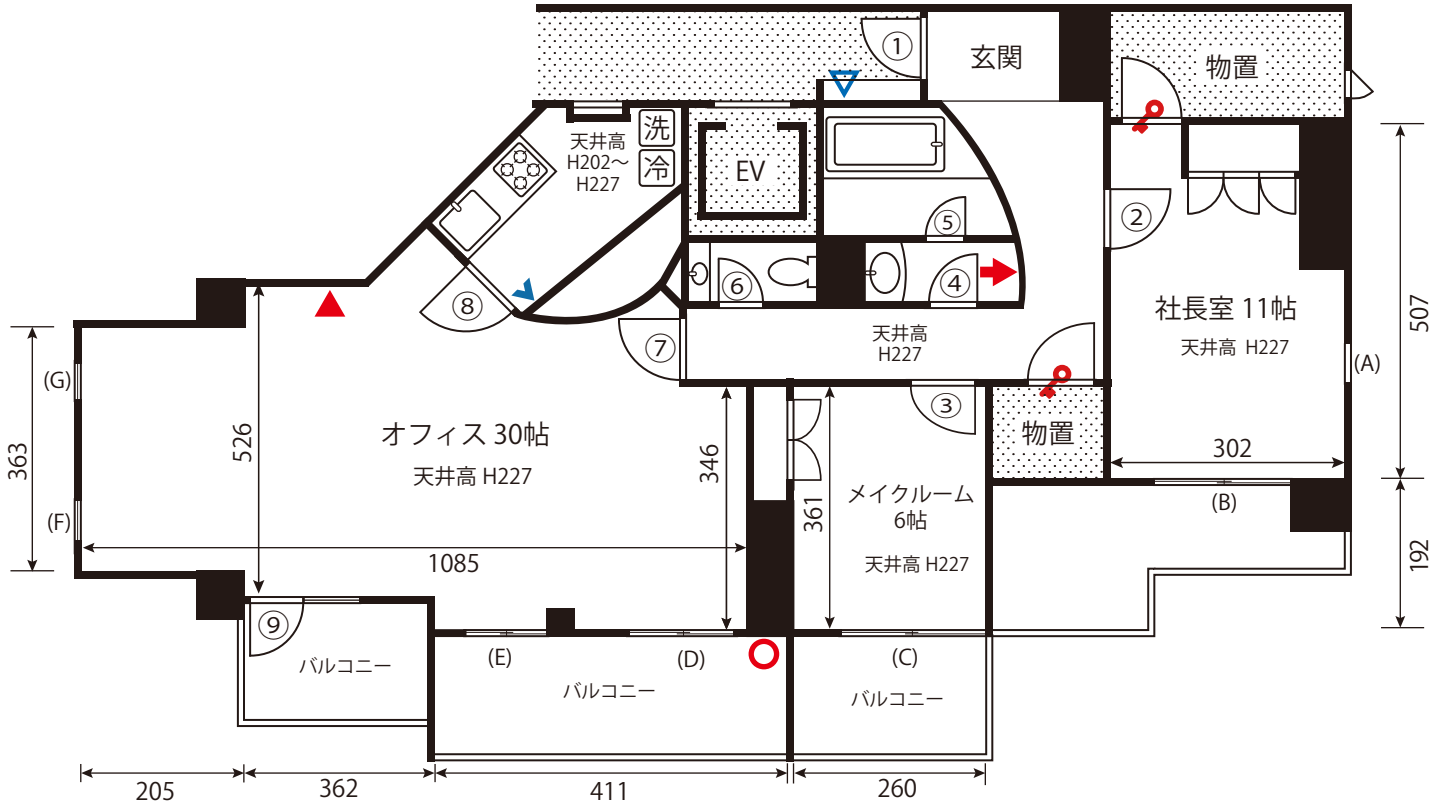 ①
玄関
物置
天井高
H202～
H227
洗
冷
EV
②
⑤
④
⑥
⑧
⑦
天井高
H227
社長室 11帖
天井高 H227
507
(A)
(G)
363
526
オフィス 30帖
天井高 H227
346
③
物置
302
(B)
メイクルーム
6帖
361
天井高 H227
(F)
1085
192
⑨
バルコニー
(E)
(D)
(C)
バルコニー
バルコニー
205
362
411
260